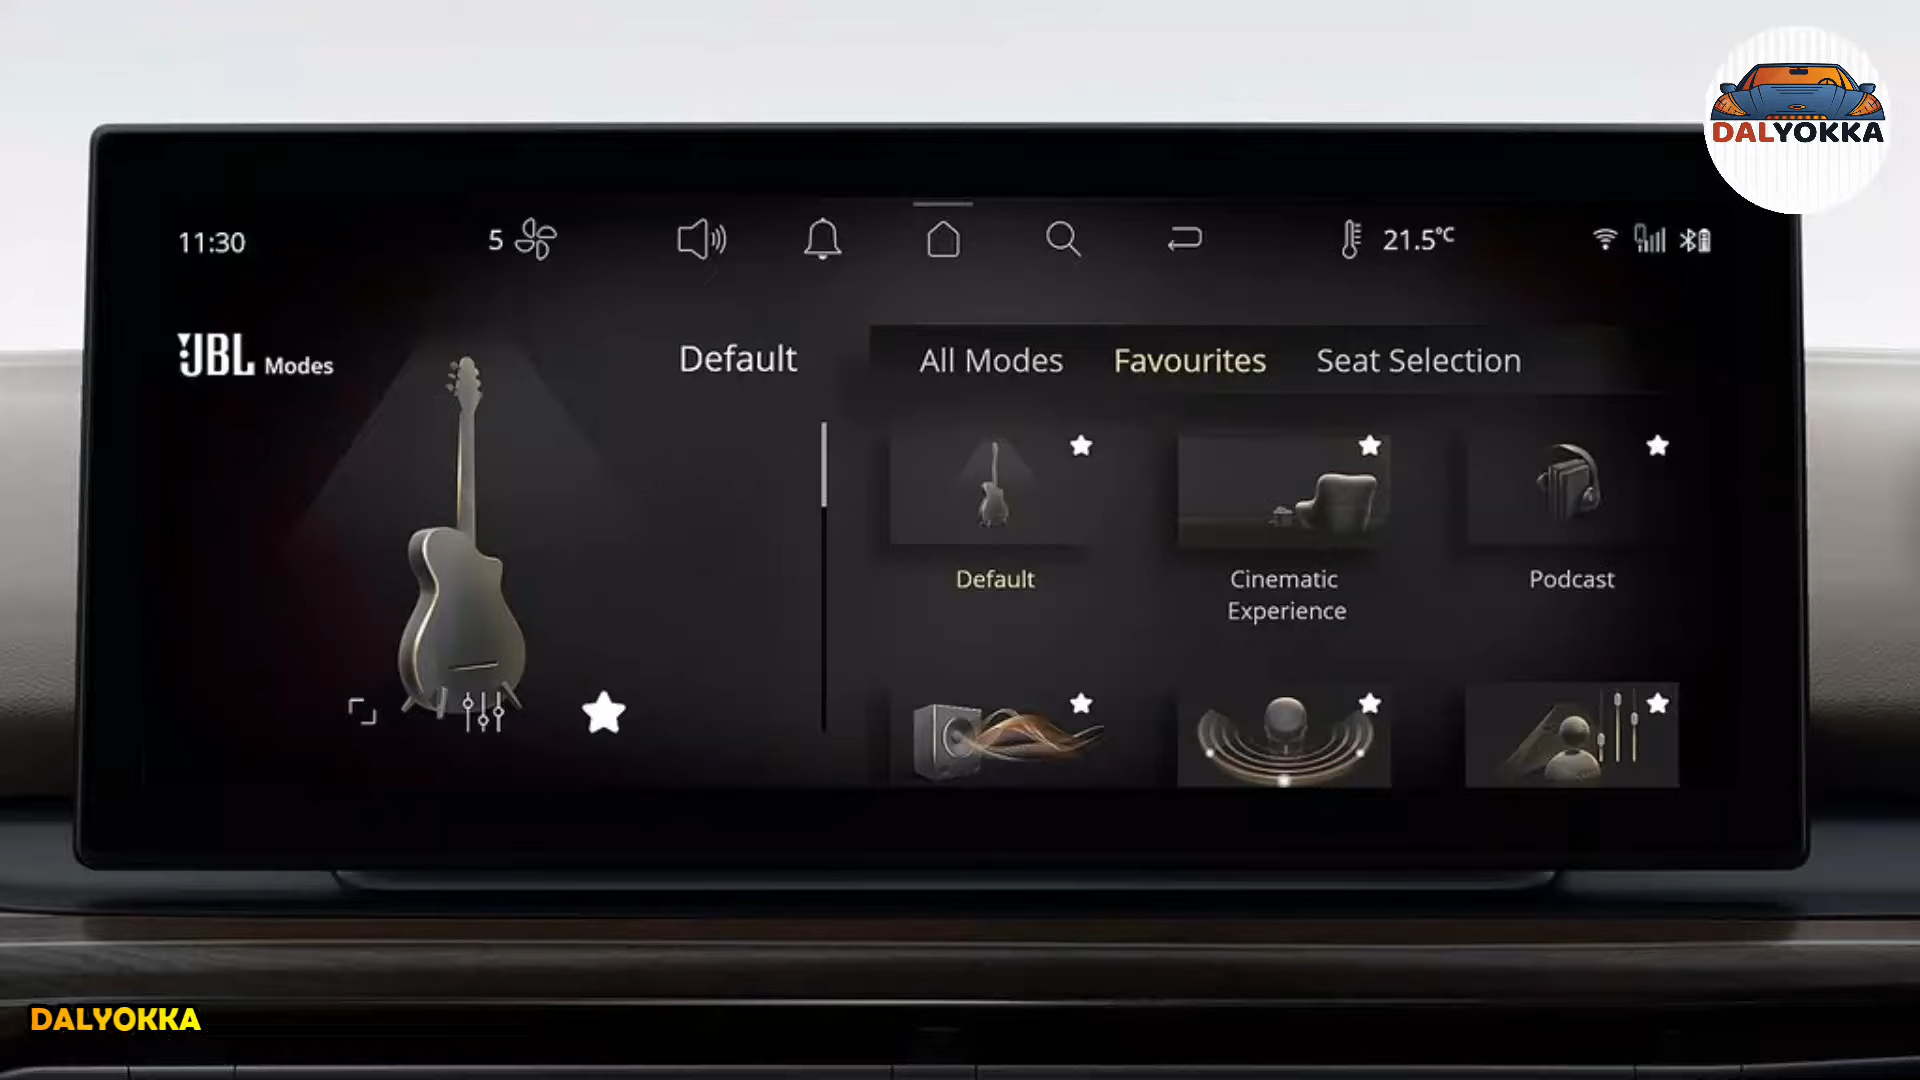 DALYOKKA
11:30
5
21.5°C
JBL Modes
Default
All Modes
Favourites
Seat Selection
Default
Cinematic
Experience
Podcast
DALYOKKA